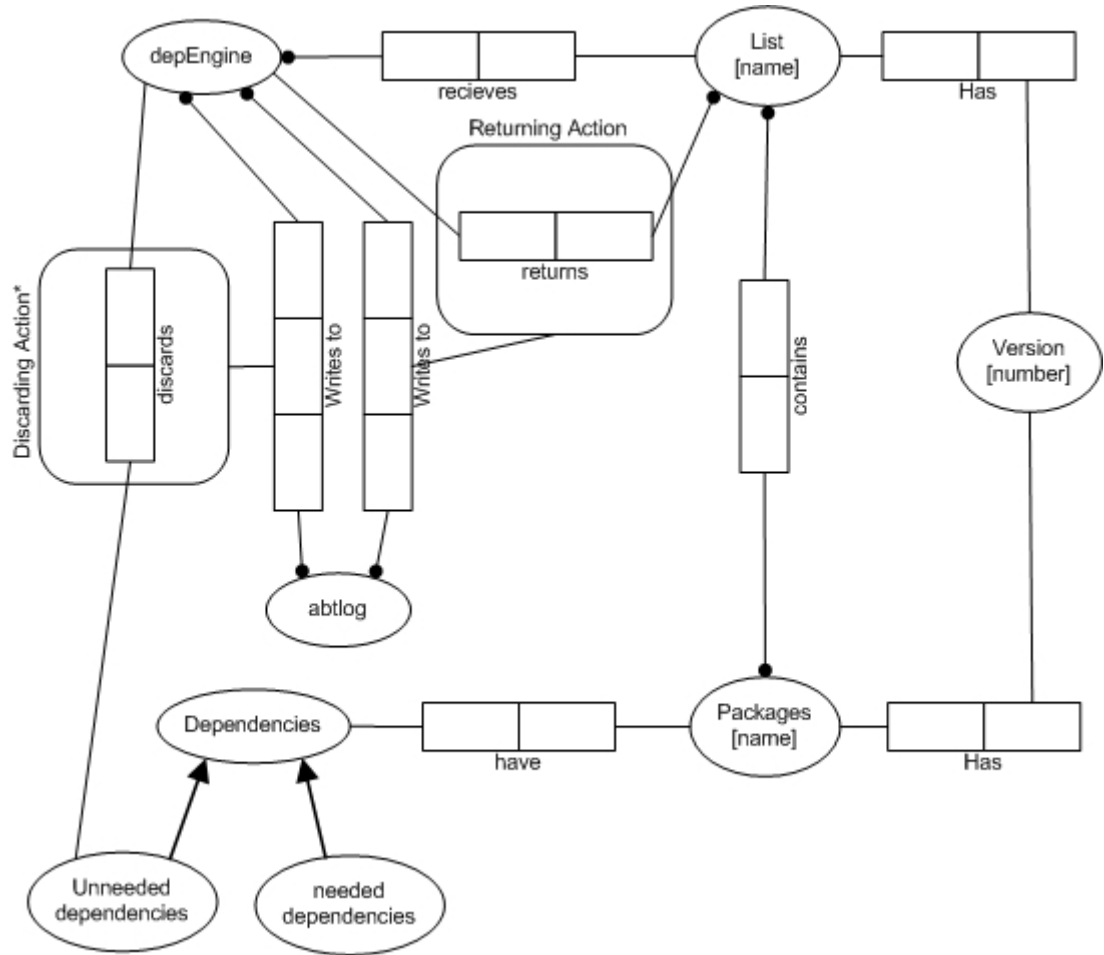 depEngine
recieves
List
[name]
Has
Returning Action
returns
Discarding Action*
discards
Writes to
Writes to
contains
Version
[number]
abtlog
Dependencies
have
Packages
[name]
Has
Unneeded
dependencies
needed
dependencies